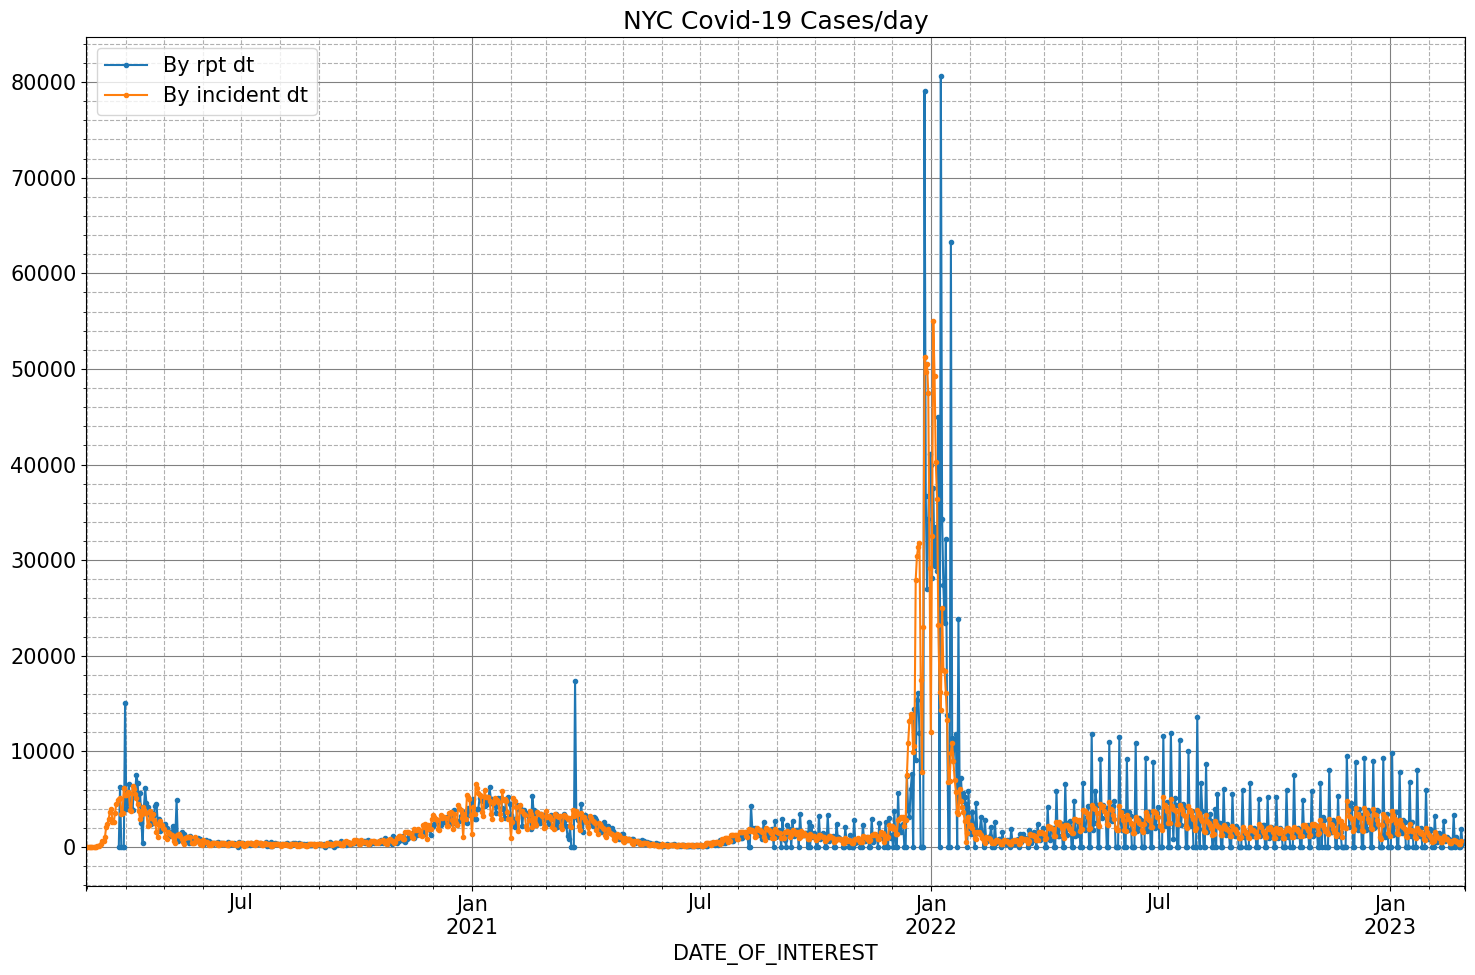 NYC Covid-19 Cases/day
By rpt dt
By incident dt
80000
70000
60000
50000
40000
30000
20000
10000
0
Jul
Jan
2021
Jul
Jan
2022
Jul
Jan
2023
DATE_OF_INTEREST